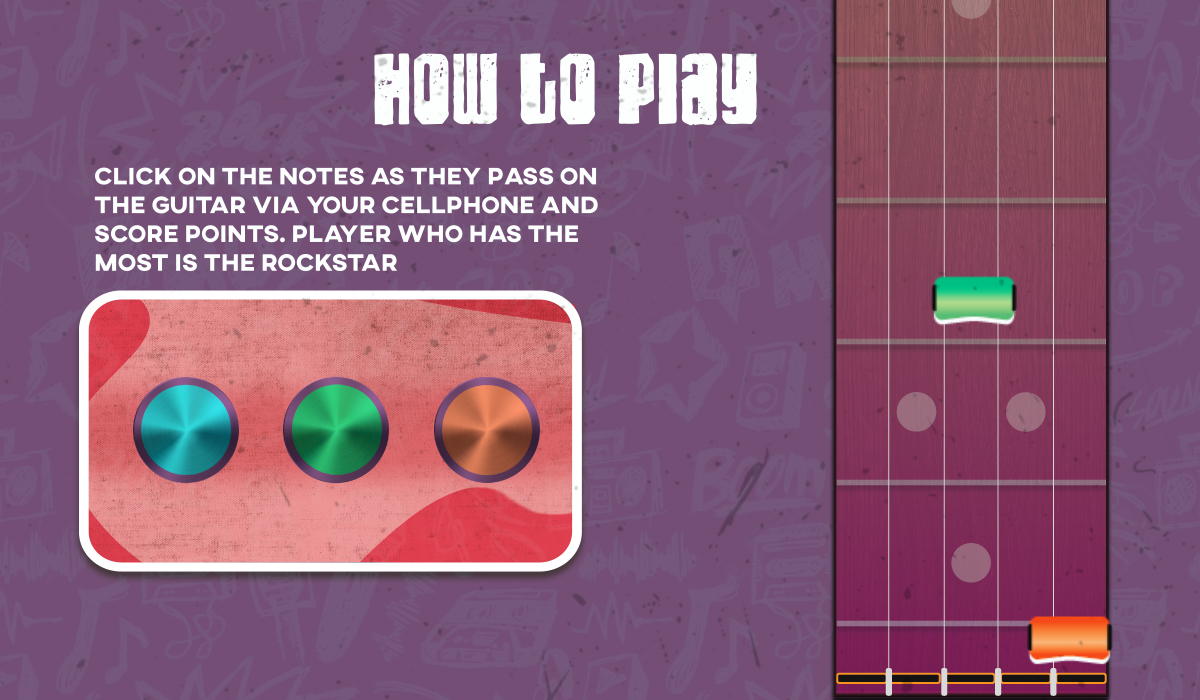 How to Play
CLICK ON THE NOTES AS THEY PASS ON
THE GUITAR VIA YOUR CELLPHONE AND
SCORE POINTS. PLAYER WHO HAS THE
MOST IS THE ROCKSTAR
BOOM